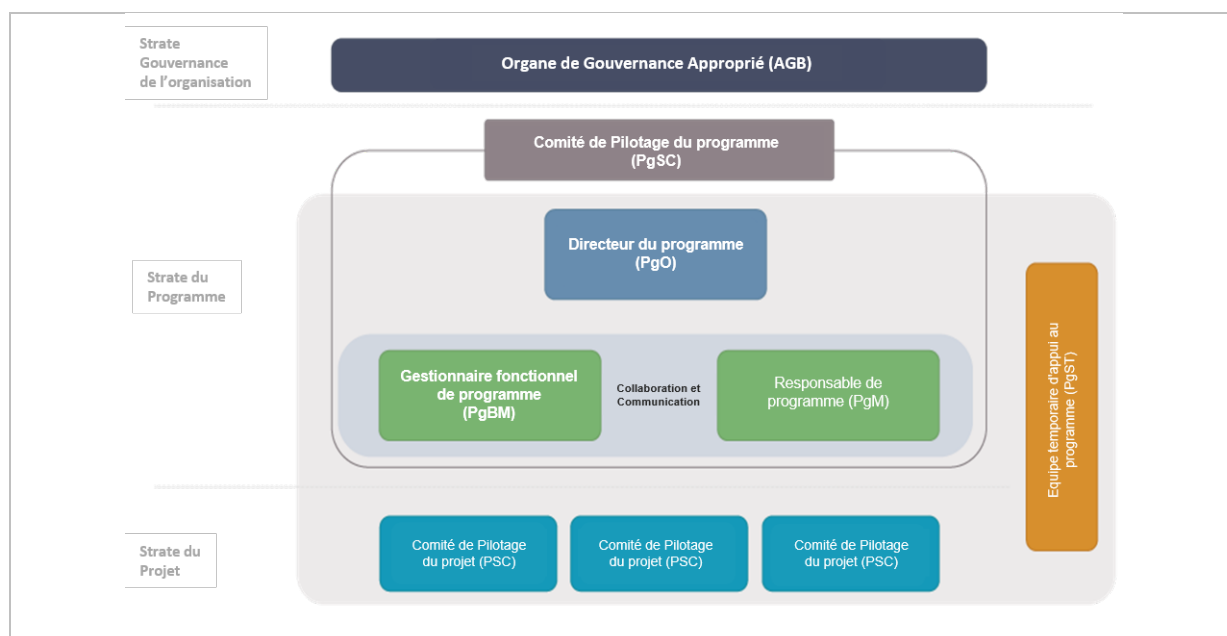 Strate
Gouvernance
de l'organisation
Organe de Gouvernance Approprié (AGB)
Comité de Pilotage du programme
(PgSC)
Directeur du programme
(PgO)
Strate du
Programme
Gestionnaire fonctionnel
de programme
(PgBM)
Collaboration et
Communication
Responsable de
programme (PgM)
Equipe temporaire d'appui au
programme (PgST)
Strate du
Projet
Comité de Pilotage
du projet (PSC)
Comité de Pilotage
du projet (PSC)
Comité de Pilotage
du projet (PSC)